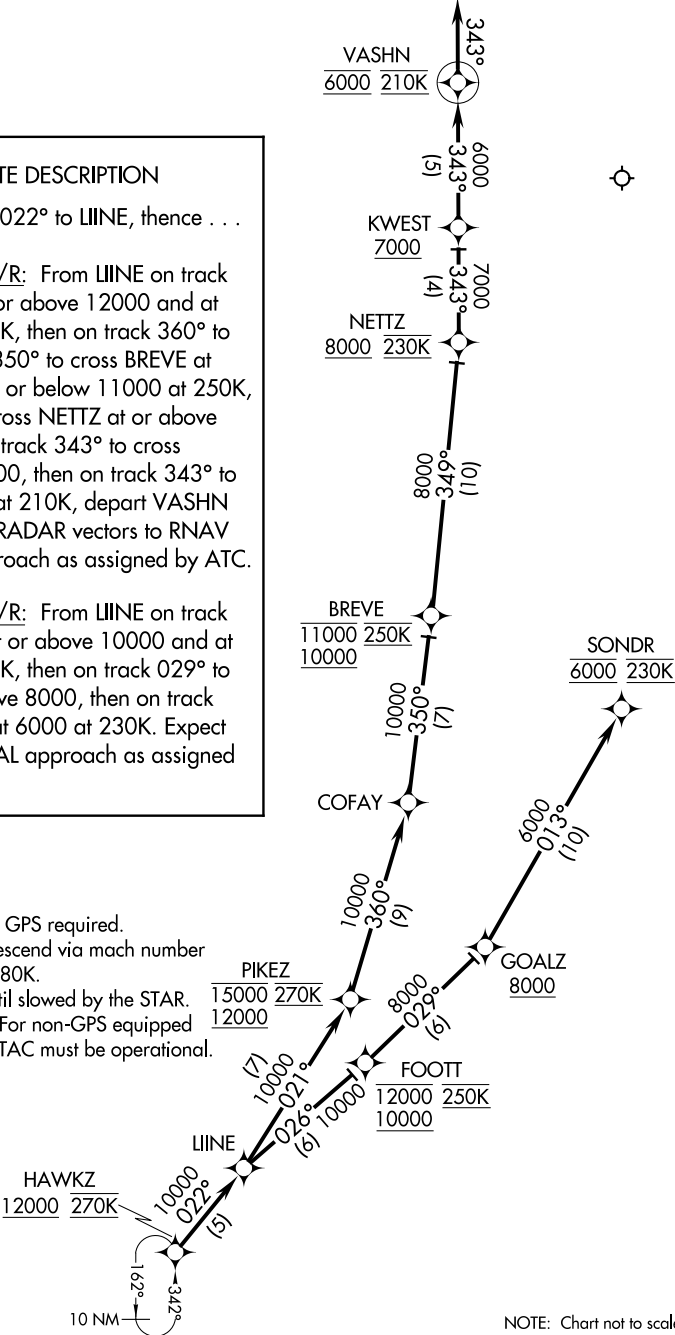 343°
VASHN
6000 210K
6000
343°
(5)
KWEST
7000
7000
343°
(4)
NETTZ
8000 230K
8000
349°
(10)
BREVE
11000 250K
10000
10000
350°
(7)
SONDR
6000 230K
COFAY
6000
013°
(10)
10000
360°
(9)
GOALZ
8000
PIKEZ
15000 270K
12000
8000
029°
(6)
FOOTT
12000 250K
10000
(7)
10000
021°
026°
(6)
10000
LIINE
HAWKZ
12000 270K
10000
022°
(5)
162°
342°
10 NM
TE DESCRIPTION
022° to LIINE, thence . . .
/R: From LIINE on track
or above 12000 and at
K, then on track 360° to
350° to cross BREVE at
or below 11000 at 250K,
ross NETTZ at or above
track 343° to cross
00, then on track 343° to
at 210K, depart VASHN
RADAR vectors to RNAV
roach as assigned by ATC.
/R: From LIINE on track
t or above 10000 and at
K, then on track 029° to
ve 8000, then on track
at 6000 at 230K. Expect
AL approach as assigned
GPS required.
escend via mach number
80K.
til slowed by the STAR.
For non-GPS equipped
TAC must be operational.
NOTE: Chart not to scale